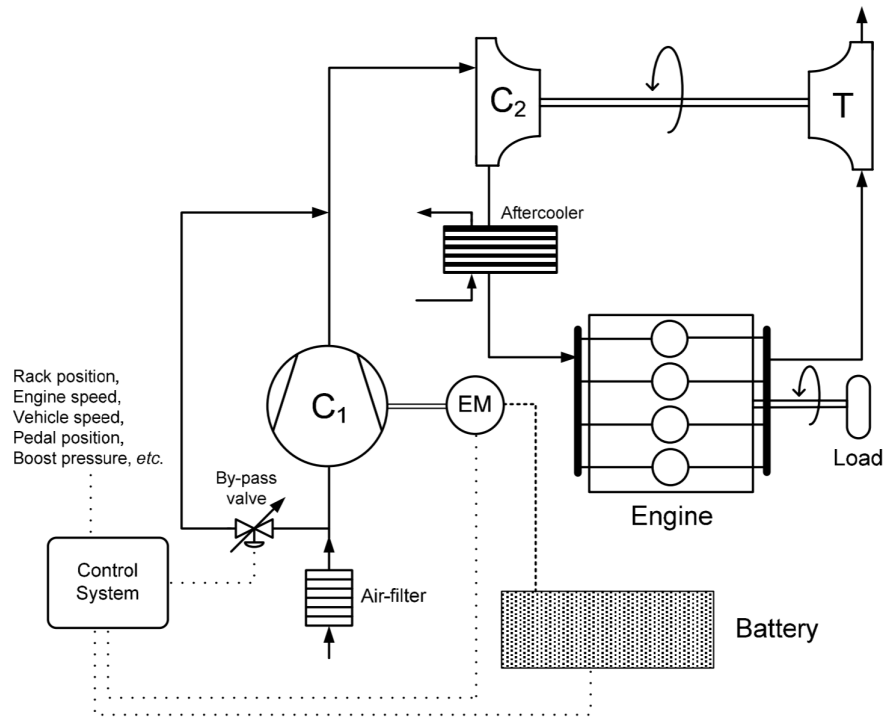 C₂
T
Aftercooler
Rack position,
Engine speed,
Vehicle speed,
Pedal position,
Boost pressure, etc.
C₁
EM
Load
By-pass
valve
Engine
Control
System
Air-filter
Battery